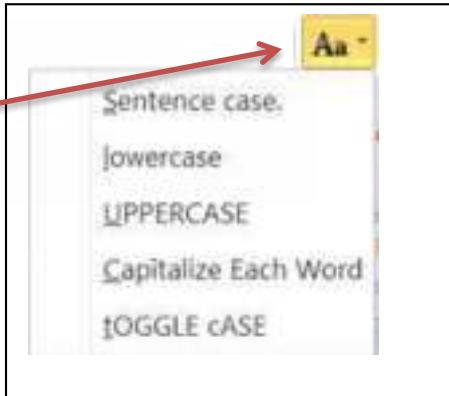 Aa
Sentence case.
lowercase
UPPERCASE
Capitalize Each Word
tOGGLE cASE